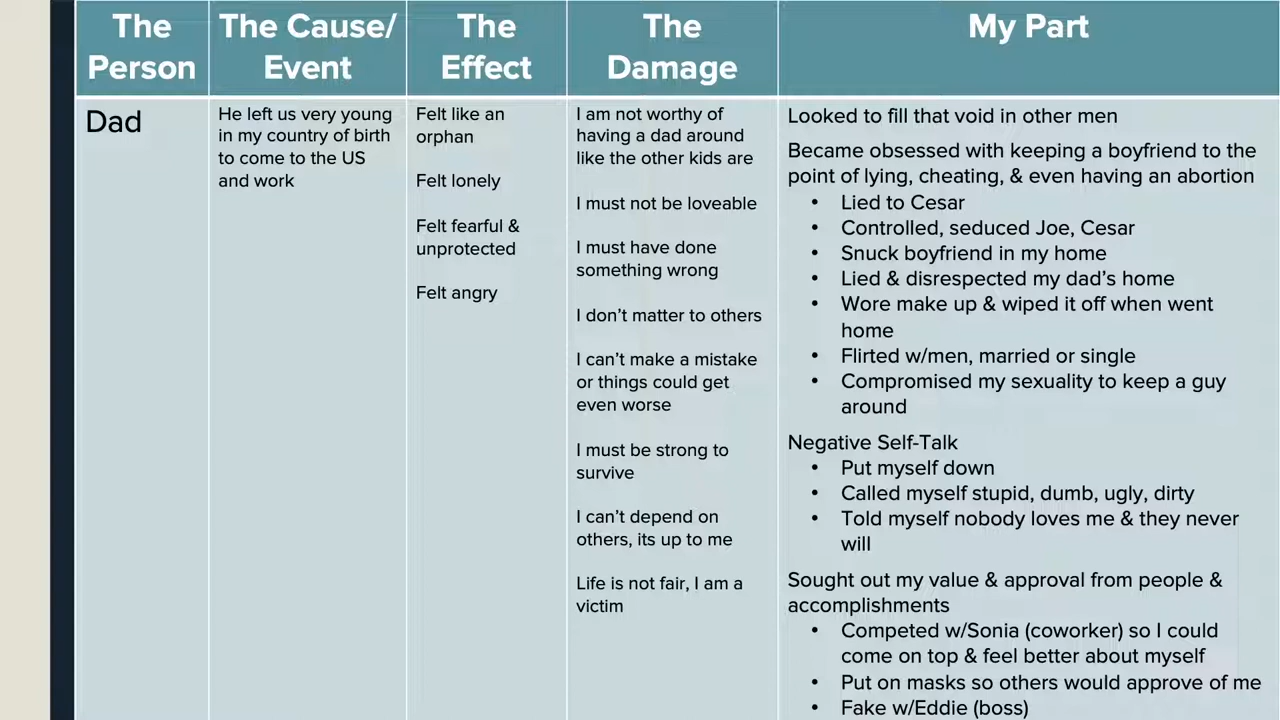 The
Person
The Cause/
Event
The
Effect
The
Damage
My Part
Dad
He left us very young
in my country of birth
to come to the US
and work
Felt like an
orphan
Felt lonely
Felt fearful &
unprotected
Felt angry
I am not worthy of
having a dad around
like the other kids are
I must not be loveable
I must have done
something wrong
I don’t matter to others
I can’t make a mistake
or things could get
even worse
I must be strong to
survive
I can’t depend on
others, its up to me
Life is not fair, I am a
victim
Looked to fill that void in other men
Became obsessed with keeping a boyfriend to the
point of lying, cheating, & even having an abortion
• Lied to Cesar
• Controlled, seduced Joe, Cesar
• Snuck boyfriend in my home
• Lied & disrespected my dad’s home
• Wore make up & wiped it off when went
home
• Flirted w/men, married or single
• Compromised my sexuality to keep a guy
around
Negative Self-Talk
• Put myself down
• Called myself stupid, dumb, ugly, dirty
• Told myself nobody loves me & they never
will
Sought out my value & approval from people &
accomplishments
• Competed w/Sonia (coworker) so I could
come on top & feel better about myself
• Put on masks so others would approve of me
• Fake w/Eddie (boss)